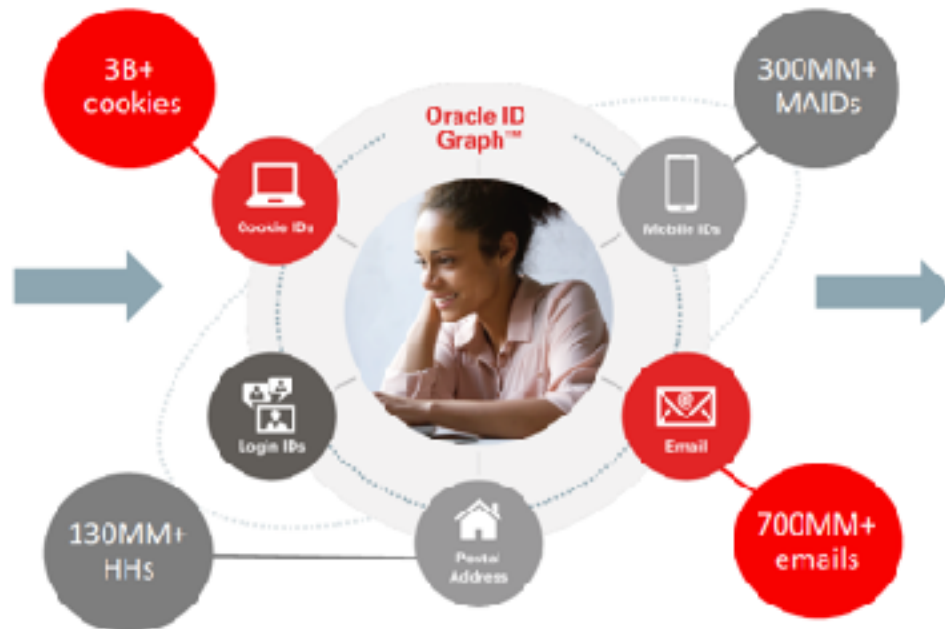 3B+
cookies
300MM+
MAIDs
Oracle ID
Graph™
Cookie IDs
Mobile IDs
Login IDs
Email
130MM+
HHs
Postal
Address
700MM+
emails